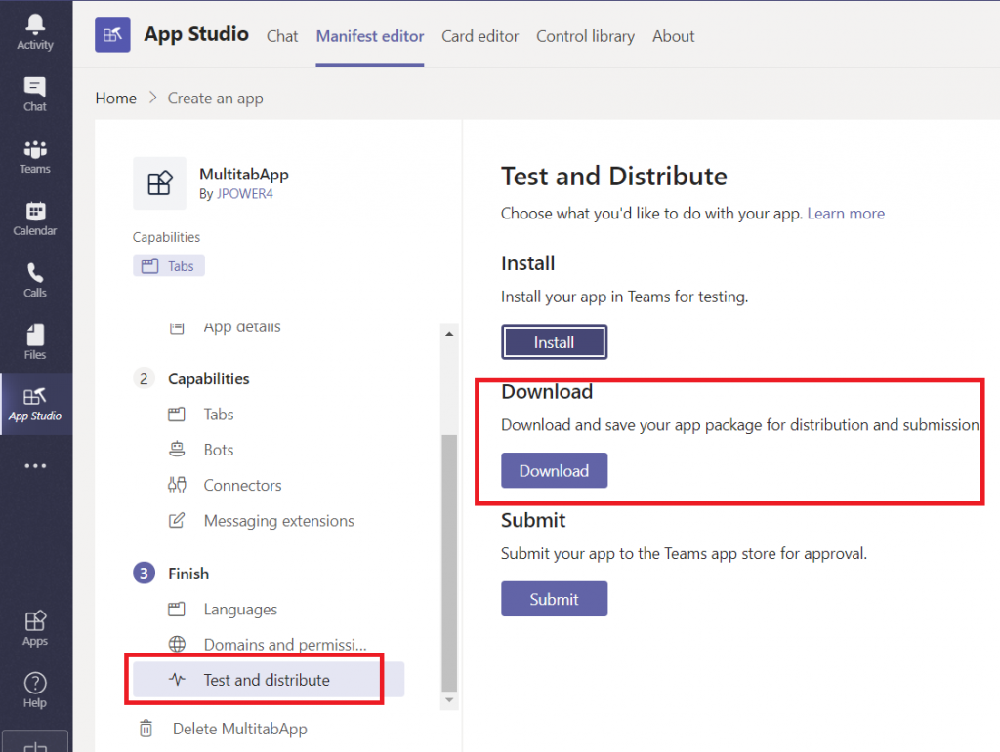 Activity
Chat
Teams
Calendar
Calls
Files
App Studio
Apps
Help
App Studio Chat Manifest editor Card editor Control library About
Home > Create an app
MultitabApp
By JPOWER4
Capabilities
Tabs
App details
2 Capabilities
Tabs
Bots
Connectors
Messaging extensions
3 Finish
Languages
Domains and permissi...
Test and distribute
Delete MultitabApp
Test and Distribute
Choose what you'd like to do with your app. Learn more
Install
Install your app in Teams for testing.
Install
Download
Download and save your app package for distribution and submission
Download
Submit
Submit your app to the Teams app store for approval.
Submit